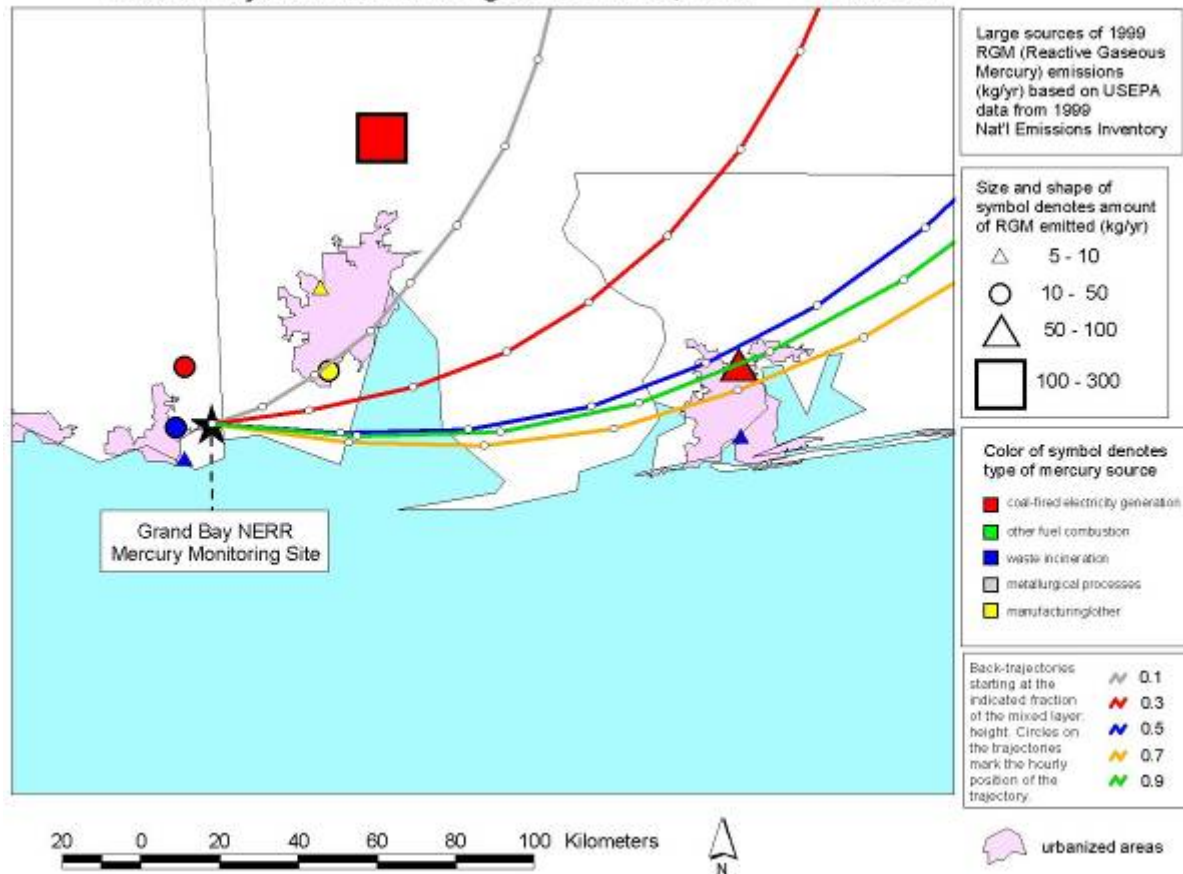 Large sources of 1999
RGM (Reactive Gaseous
Mercury) emissions
(kg/yr) based on USEPA
data from 1999
Nat'l Emissions Inventory
Size and shape of
symbol denotes amount
of RGM emitted (kg/yr)
5 - 10
10 - 50
50 - 100
100 - 300
Color of symbol denotes
type of mercury source
coal-fired electricity generation
other fuel combustion
waste incineration
metallurgical processes
manufacturing/other
Back-trajectories
starting at the
indicated fraction
of the mixed layer
height. Circles on
the trajectories
mark the hourly
position of the
trajectory.
0.1
0.3
0.5
0.7
0.9
Grand Bay NERR
Mercury Monitoring Site
20 0 20 40 60 80 100 Kilometers
N
urbanized areas